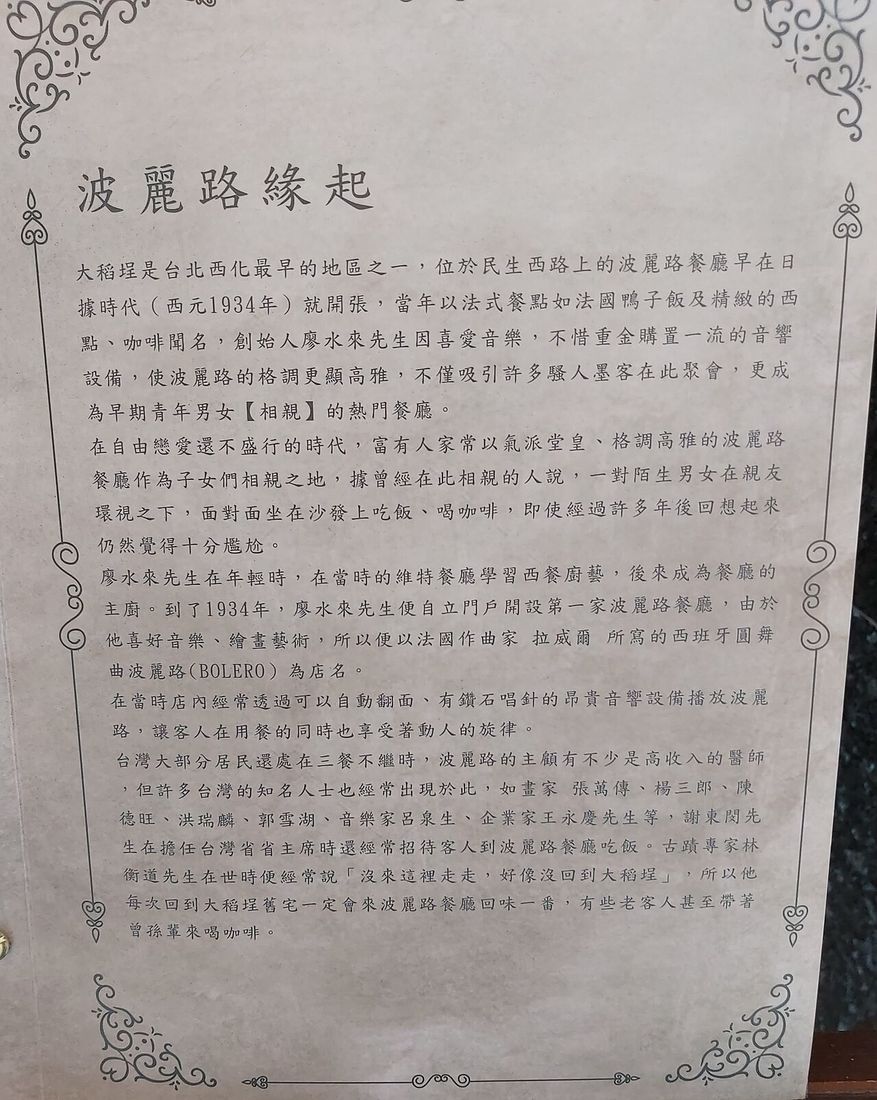 波麗路緣起
大稻埕是台北西化最早的地區之一，位於民生西路上的波麗路餐廳早在日
據時代（西元1934年）就開張，當年以法式餐點如法國鴨子飯及精緻的西
點、咖啡聞名，創始人廖水來先生因喜愛音樂，不惜重金購置一流的音響
設備，使波麗路的格調更顯高雅，不僅吸引許多騷人墨客在此聚會，更成
為早期青年男女【相親】的熱門餐廳。
在自由戀愛還不盛行的時代，富有人家常以氣派堂皇、格調高雅的波麗路
餐廳作為子女們相親之地，據曾經在此相親的人說，一對陌生男女在親友
環視之下，面對面坐在沙發上吃飯、喝咖啡，即使經過許多年後回想起來
仍然覺得十分尷尬。
廖水來先生在年輕時，在當時的維特餐廳學習西餐廚藝，後來成為餐廳的
主廚。到了1934年，廖水來先生便自立門戶開設第一家波麗路餐廳，由於
他喜好音樂、繪畫藝術，所以便以法國作曲家 拉威爾 所寫的西班牙圓舞
曲波麗路(BOLERO) 為店名。
在當時店內經常透過可以自動翻面、有鑽石唱針的昂貴音響設備播放波麗
路，讓客人在用餐的同時也享受著動人的旋律。
台灣大部分居民還處在三餐不繼時，波麗路的主顧有不少是高收入的醫師
，但許多台灣的知名人士也經常出現於此，如畫家 張萬傳、楊三郎、陳
德旺、洪瑞麟、郭雪湖、音樂家呂泉生、企業家王永慶先生等，謝東閔先
生在擔任台灣省省主席時還經常招待客人到波麗路餐廳吃飯。古蹟專家林
衡道先生在世時便經常說「沒來這裡走走，好像沒回到大稻埕」，所以他
每次回到大稻埕舊宅一定會來波麗路餐廳回味一番，有些老客人甚至帶著
曾孫輩來喝咖啡。